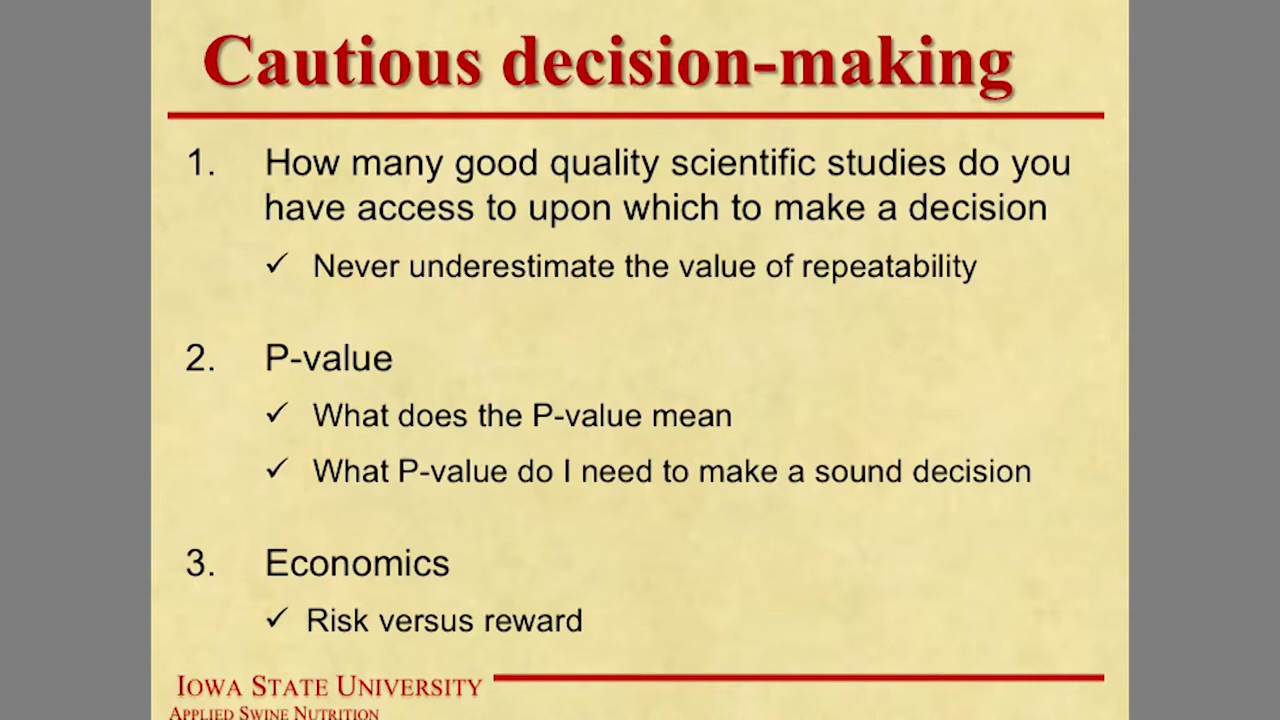 Cautious decision-making
1. How many good quality scientific studies do you
have access to upon which to make a decision
✓ Never underestimate the value of repeatability
2. P-value
✓ What does the P-value mean
✓ What P-value do I need to make a sound decision
3. Economics
✓ Risk versus reward
IOWA STATE UNIVERSITY
APPLIED SWINE NUTRITION